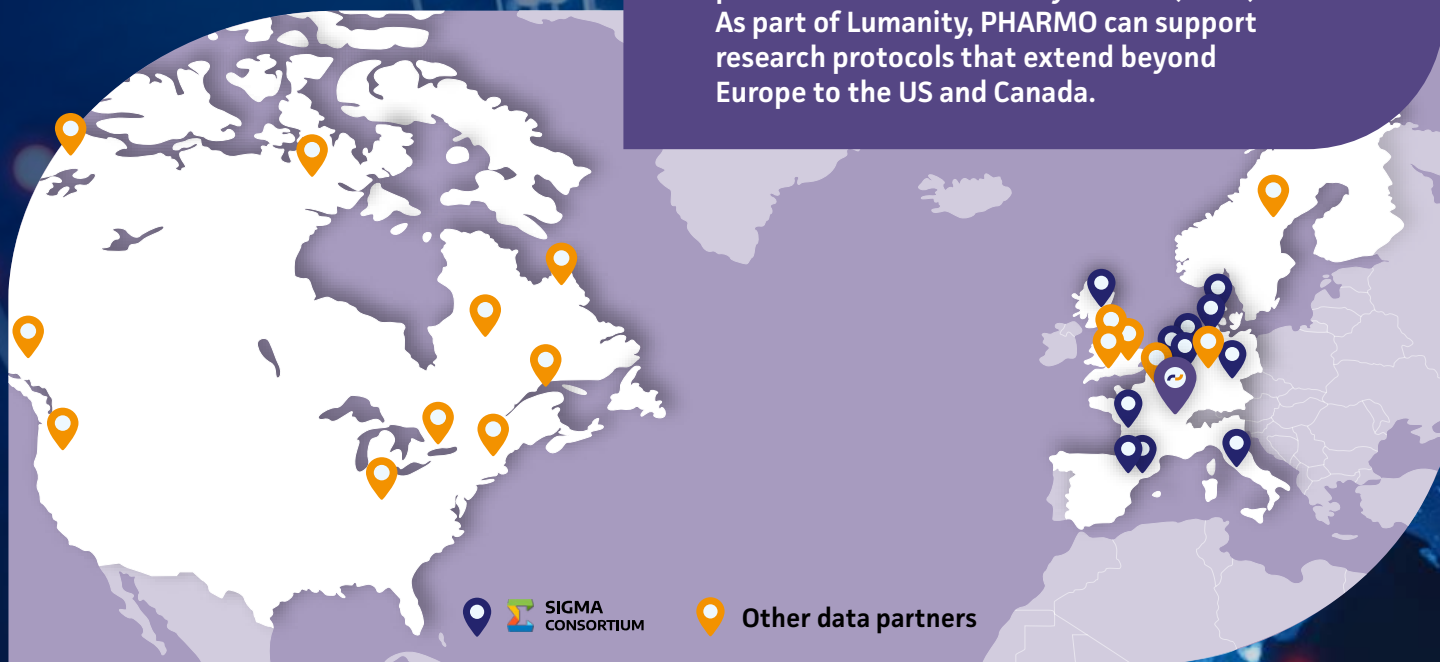 As part of Lumanity, PHARMO can support
research protocols that extend beyond
Europe to the US and Canada.
SIGMA
CONSORTIUM
Other data partners